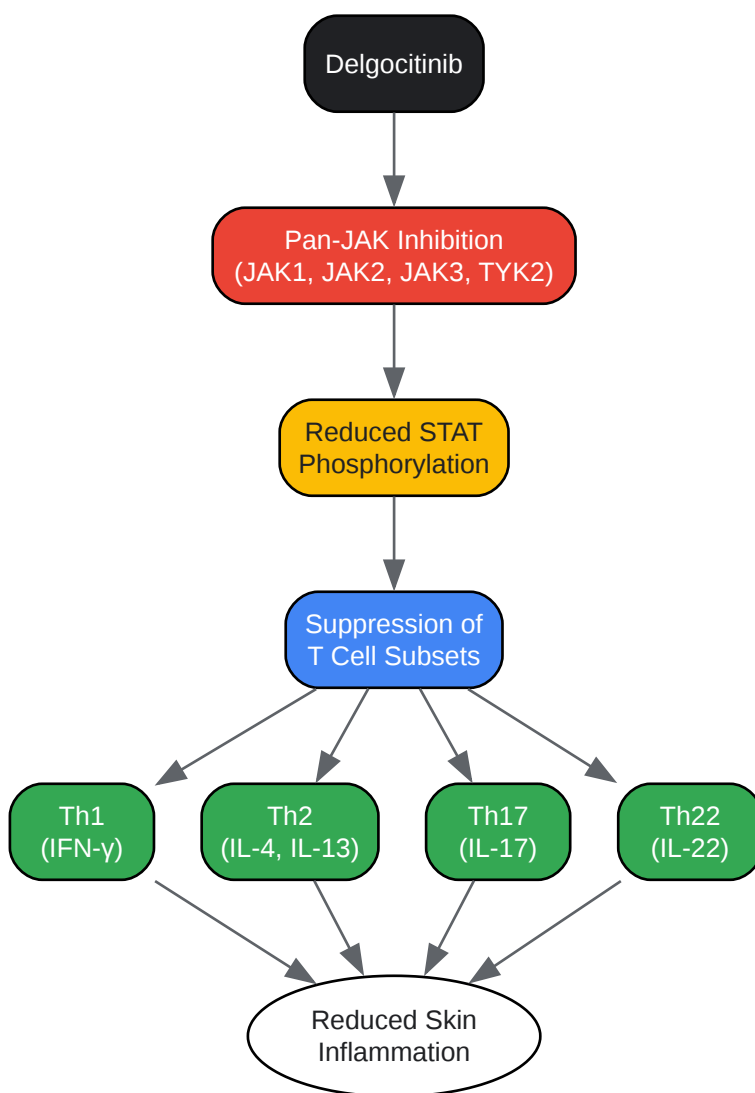 Delgocitinib
Pan-JAK Inhibition
(JAK1, JAK2, JAK3, TYK2)
Reduced STAT
Phosphorylation
Suppression of
T Cell Subsets
Th1
(IFN-γ)
Th2
(IL-4, IL-13)
Th17
(IL-17)
Th22
(IL-22)
Reduced Skin
Inflammation